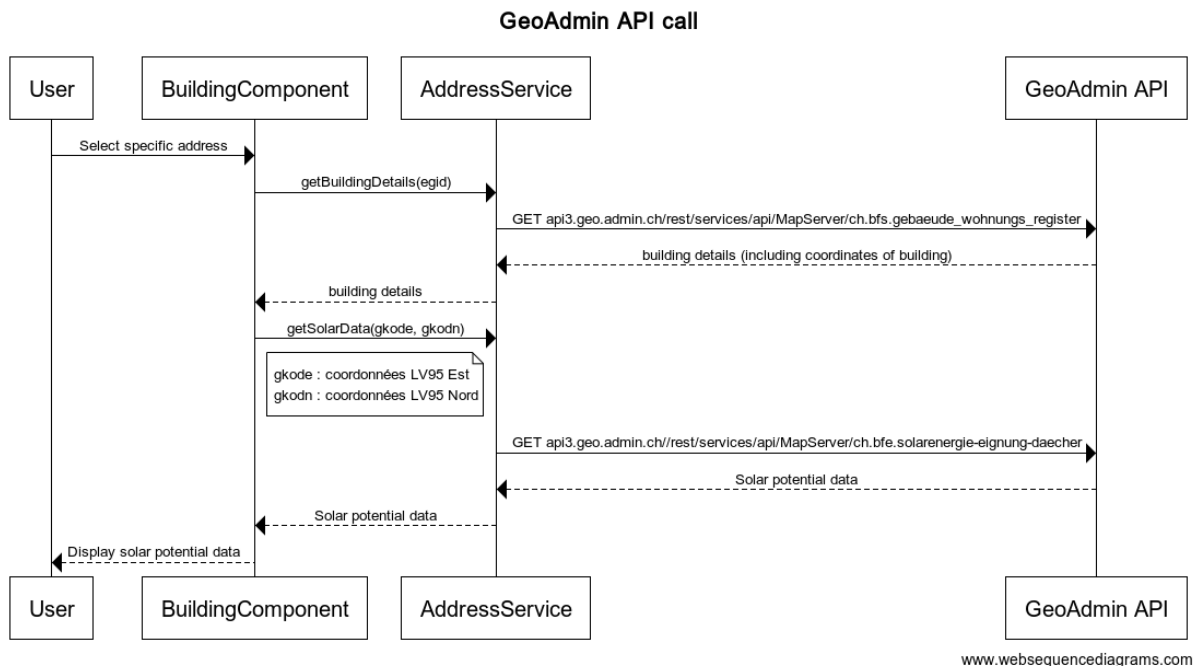 GeoAdmin API call
User
BuildingComponent
AddressService
GeoAdmin API
Select specific address
getBuildingDetails(egid)
GET api3.geo.admin.ch/rest/services/api/MapServer/ch.bfs.gebaeude_wohnungs_register
building details (including coordinates of building)
building details
getSolarData(gkode, gkodn)
gkode : coordonnées LV95 Est
gkodn : coordonnées LV95 Nord
GET api3.geo.admin.ch//rest/services/api/MapServer/ch.bfe.solarenergie-eignung-daecher
Solar potential data
Solar potential data
Display solar potential data
User
BuildingComponent
AddressService
GeoAdmin API
www.websequencediagrams.com